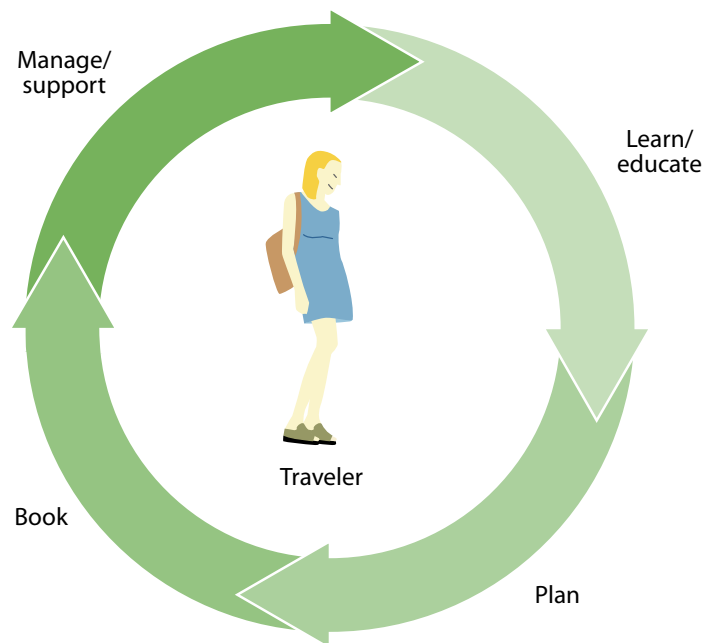 Manage/
support
Learn/
educate
Traveler
Book
Plan